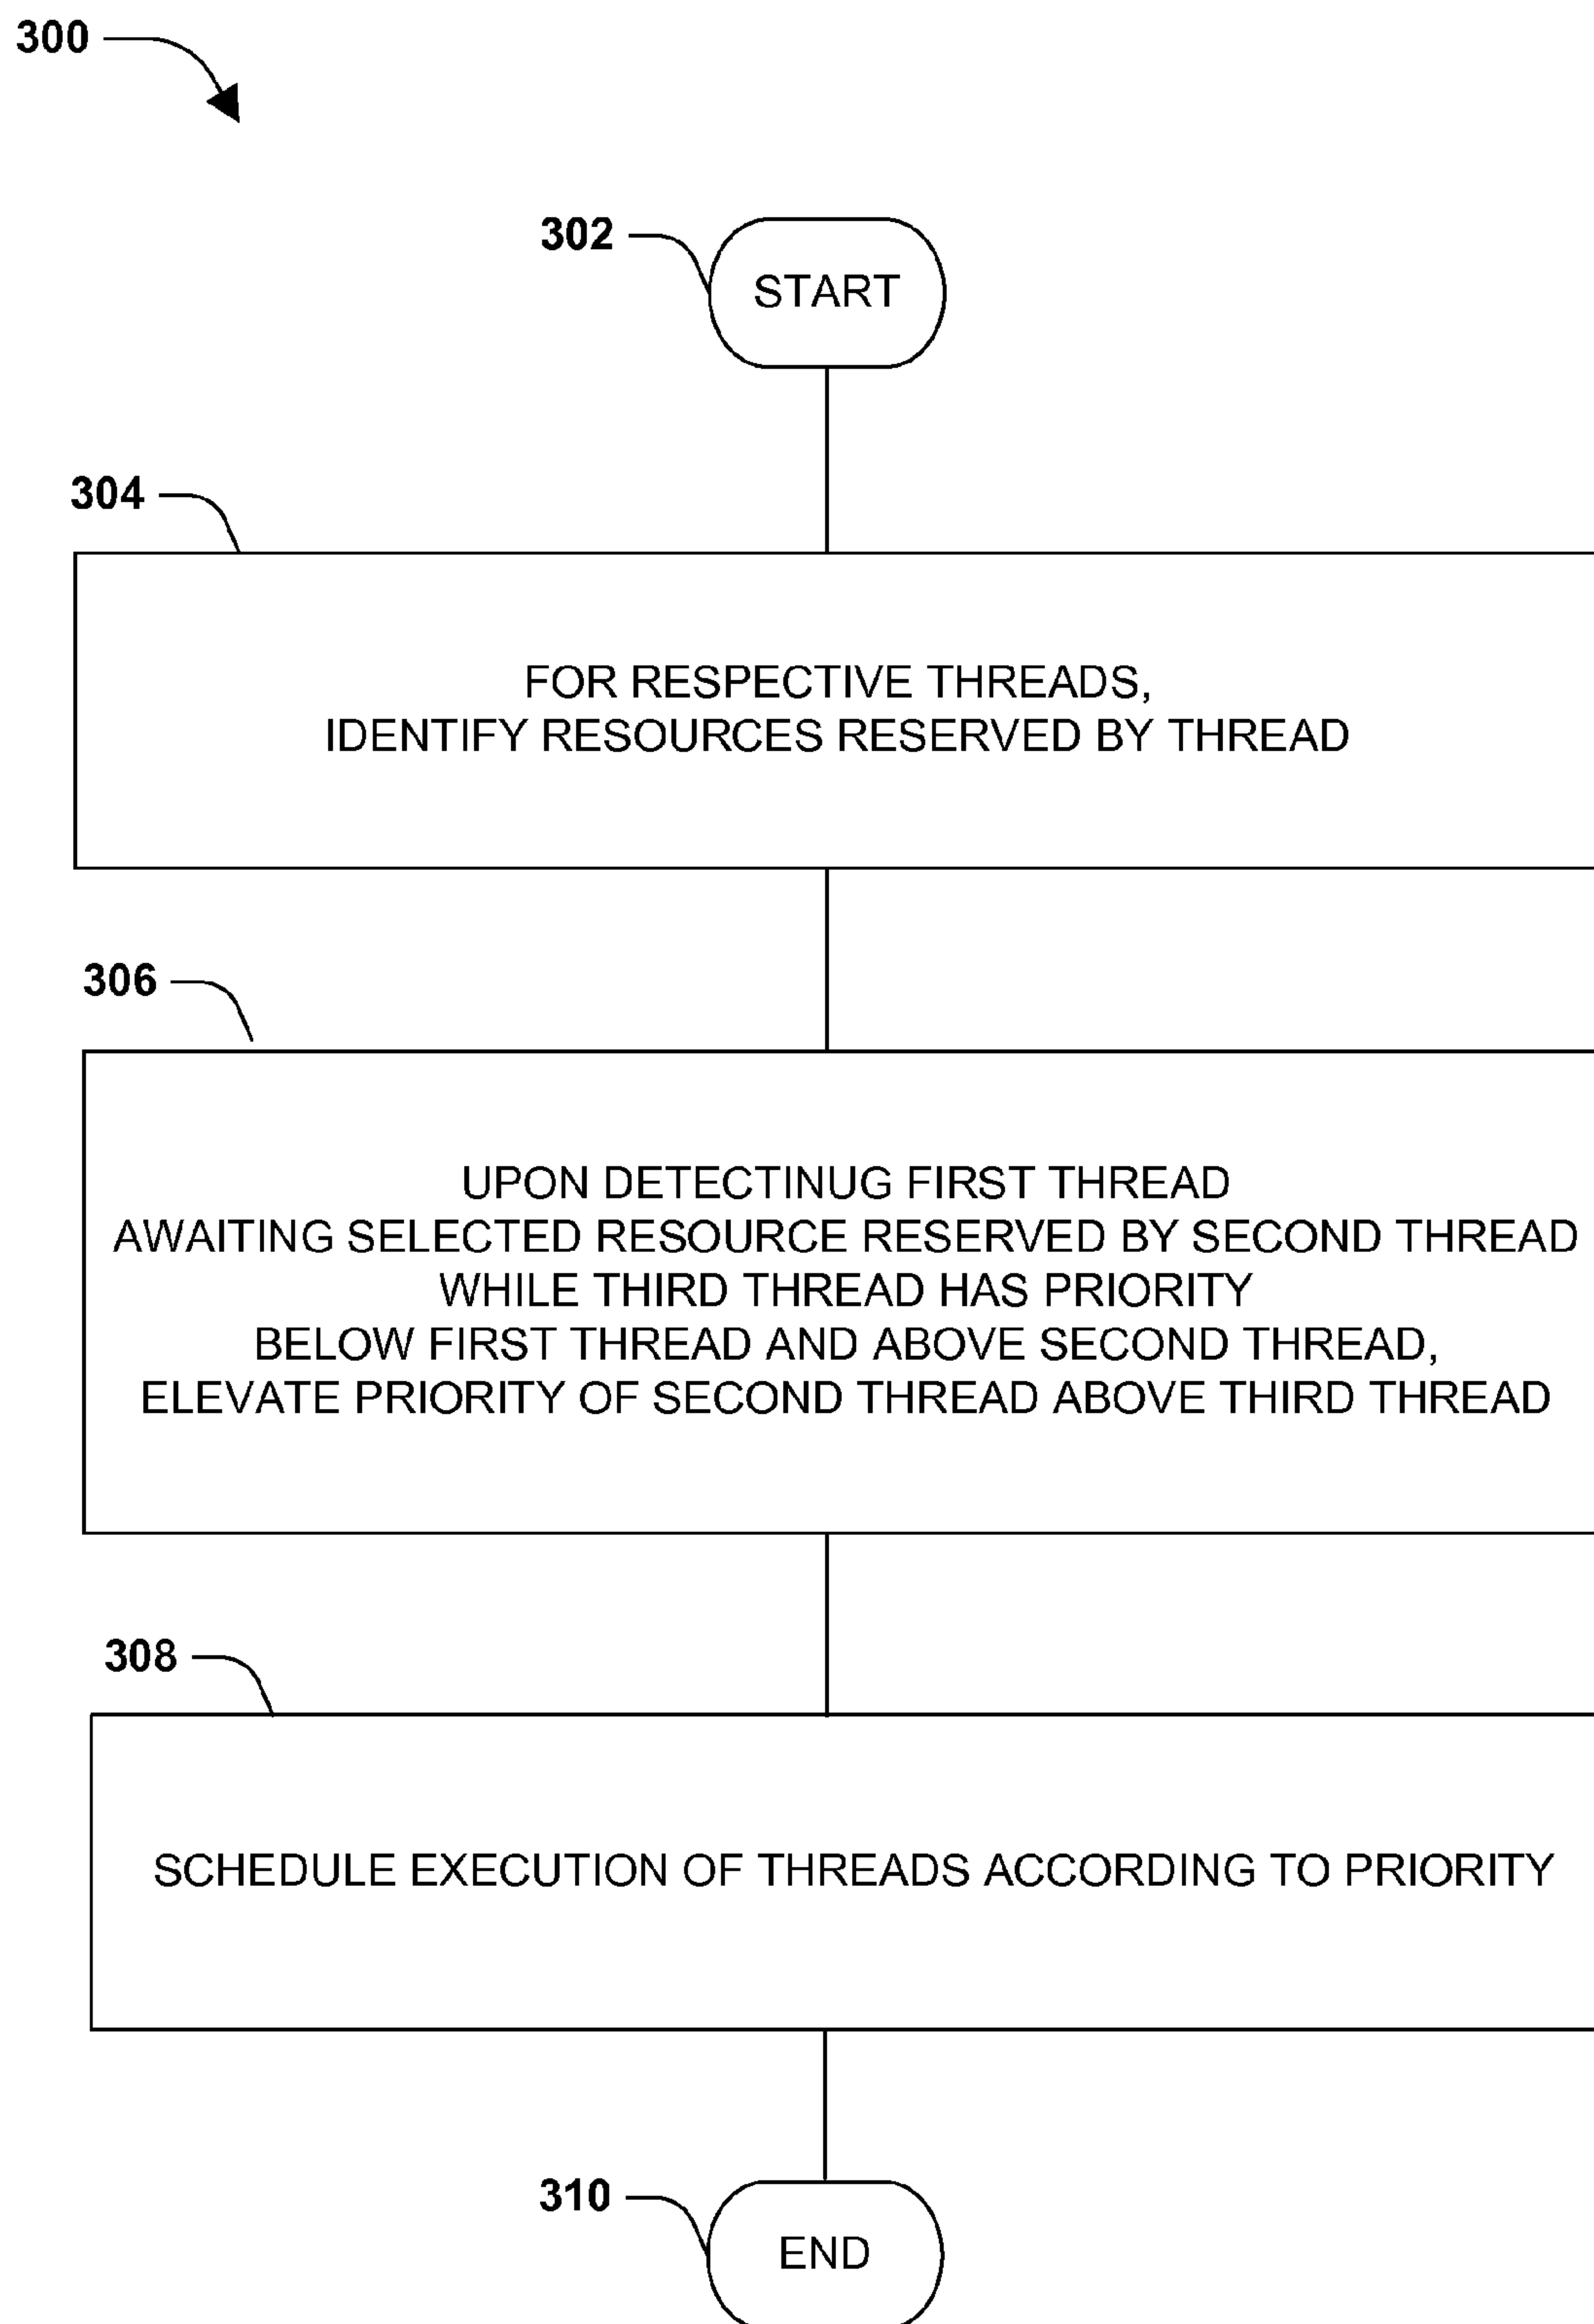 300
302
START
304
FOR RESPECTIVE THREADS,
IDENTIFY RESOURCES RESERVED BY THREAD
306
UPON DETECTINUG FIRST THREAD
AWAITING SELECTED RESOURCE RESERVED BY SECOND THREAD
WHILE THIRD THREAD HAS PRIORITY
BELOW FIRST THREAD AND ABOVE SECOND THREAD,
ELEVATE PRIORITY OF SECOND THREAD ABOVE THIRD THREAD
308
SCHEDULE EXECUTION OF THREADS ACCORDING TO PRIORITY
310
END